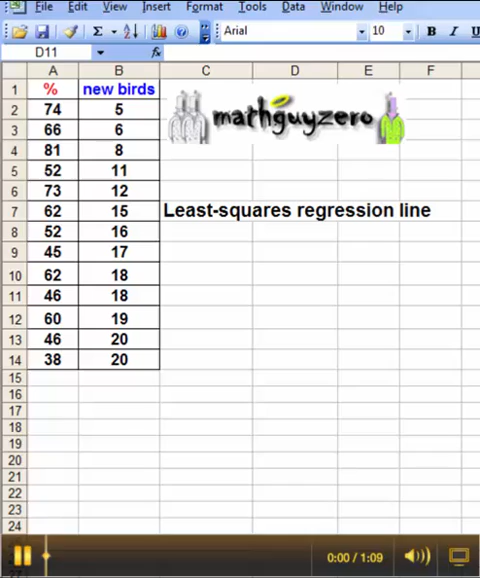 File Edit View Insert Format Tools Data Window Help
Σ Arial 10 B I U
D11 fx
A B C D E F
1 % new birds
mathguyzero
2 74 5
3 66 6
4 81 8
5 52 11
6 73 12
7 62 15 Least-squares regression line
8 52 16
9 45 17
10 62 18
11 46 18
12 60 19
13 46 20
14 38 20
15
16
17
18
19
20
21
22
23
24
0:00 / 1:09
27